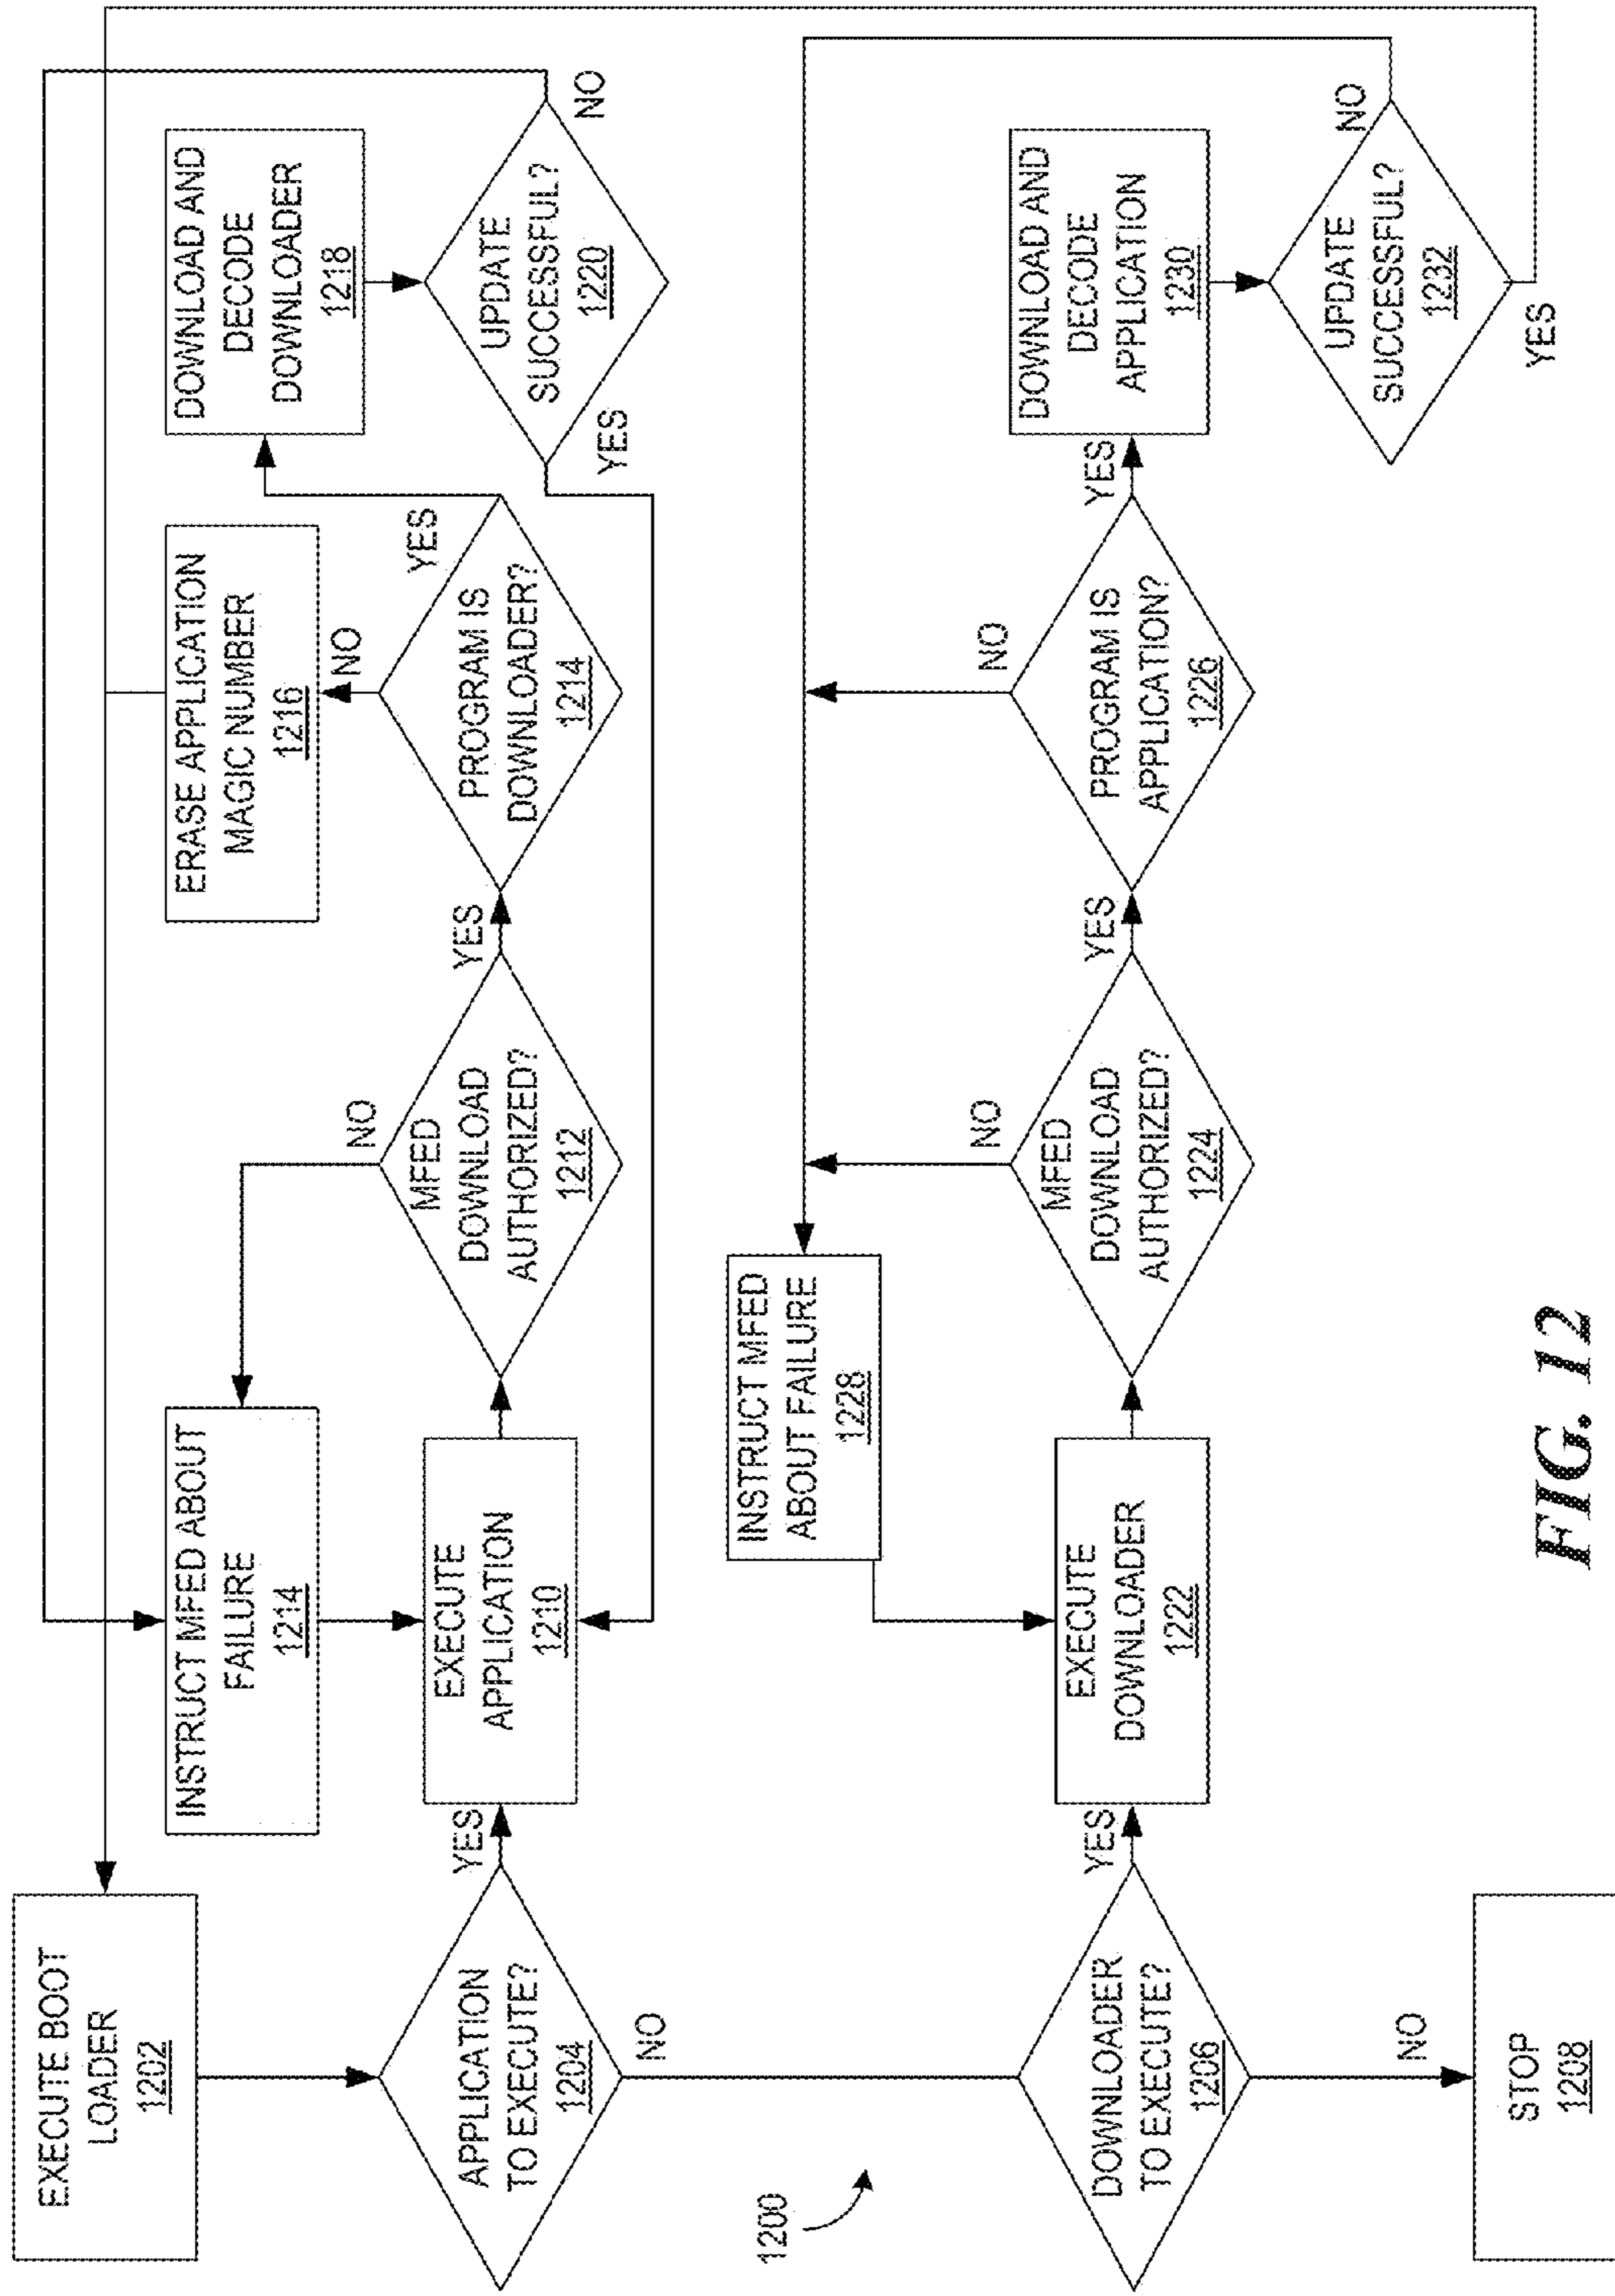 EXECUTE BOOT
LOADER
1202
APPLICATION
TO EXECUTE?
1204
YES
NO
INSTRUCT MFED ABOUT
FAILURE
1214
EXECUTE
APPLICATION
1210
NO
MFED
DOWNLOAD
AUTHORIZED?
1212
YES
ERASE APPLICATION
MAGIC NUMBER
1216
NO
PROGRAM IS
DOWNLOADER?
1214
YES
DOWNLOAD AND
DECODE
DOWNLOADER
1218
UPDATE
SUCCESSFUL?
1220
YES
NO
1200
DOWNLOADER
TO EXECUTE?
1206
YES
NO
STOP
1208
INSTRUCT MFED
ABOUT FAILURE
1228
EXECUTE
DOWNLOADER
1222
NO
MFED
DOWNLOAD
AUTHORIZED?
1224
YES
NO
PROGRAM IS
APPLICATION?
1226
YES
DOWNLOAD AND
DECODE
APPLICATION
1230
UPDATE
SUCCESSFUL?
1232
NO
YES
FIG. 12